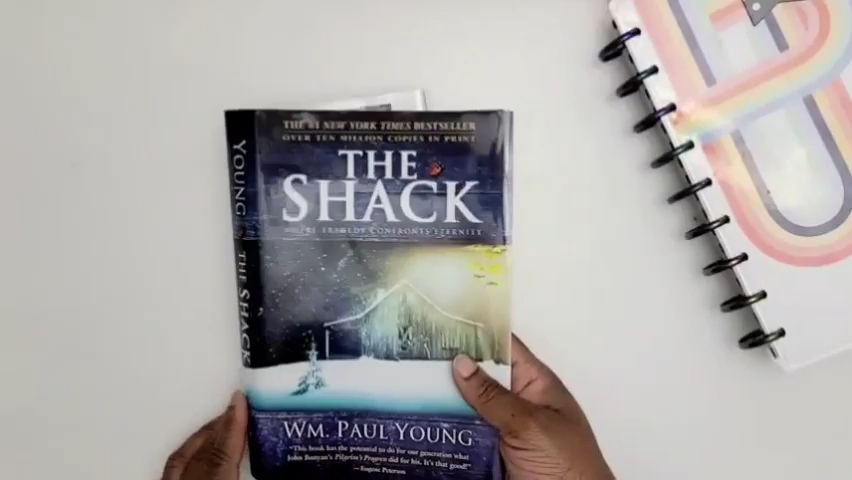 THE #1 NEW YORK TIMES BESTSELLER
OVER TEN MILLION COPIES IN PRINT
THE
SHACK
WHERE TRAGEDY CONFRONTS ETERNITY
WM. PAUL YOUNG
"This book has the potential to do for our generation what
John Bunyan's Pilgrim's Progress did for his. It's that good!"
—Eugene Peterson
YOUNG
THE SHACK